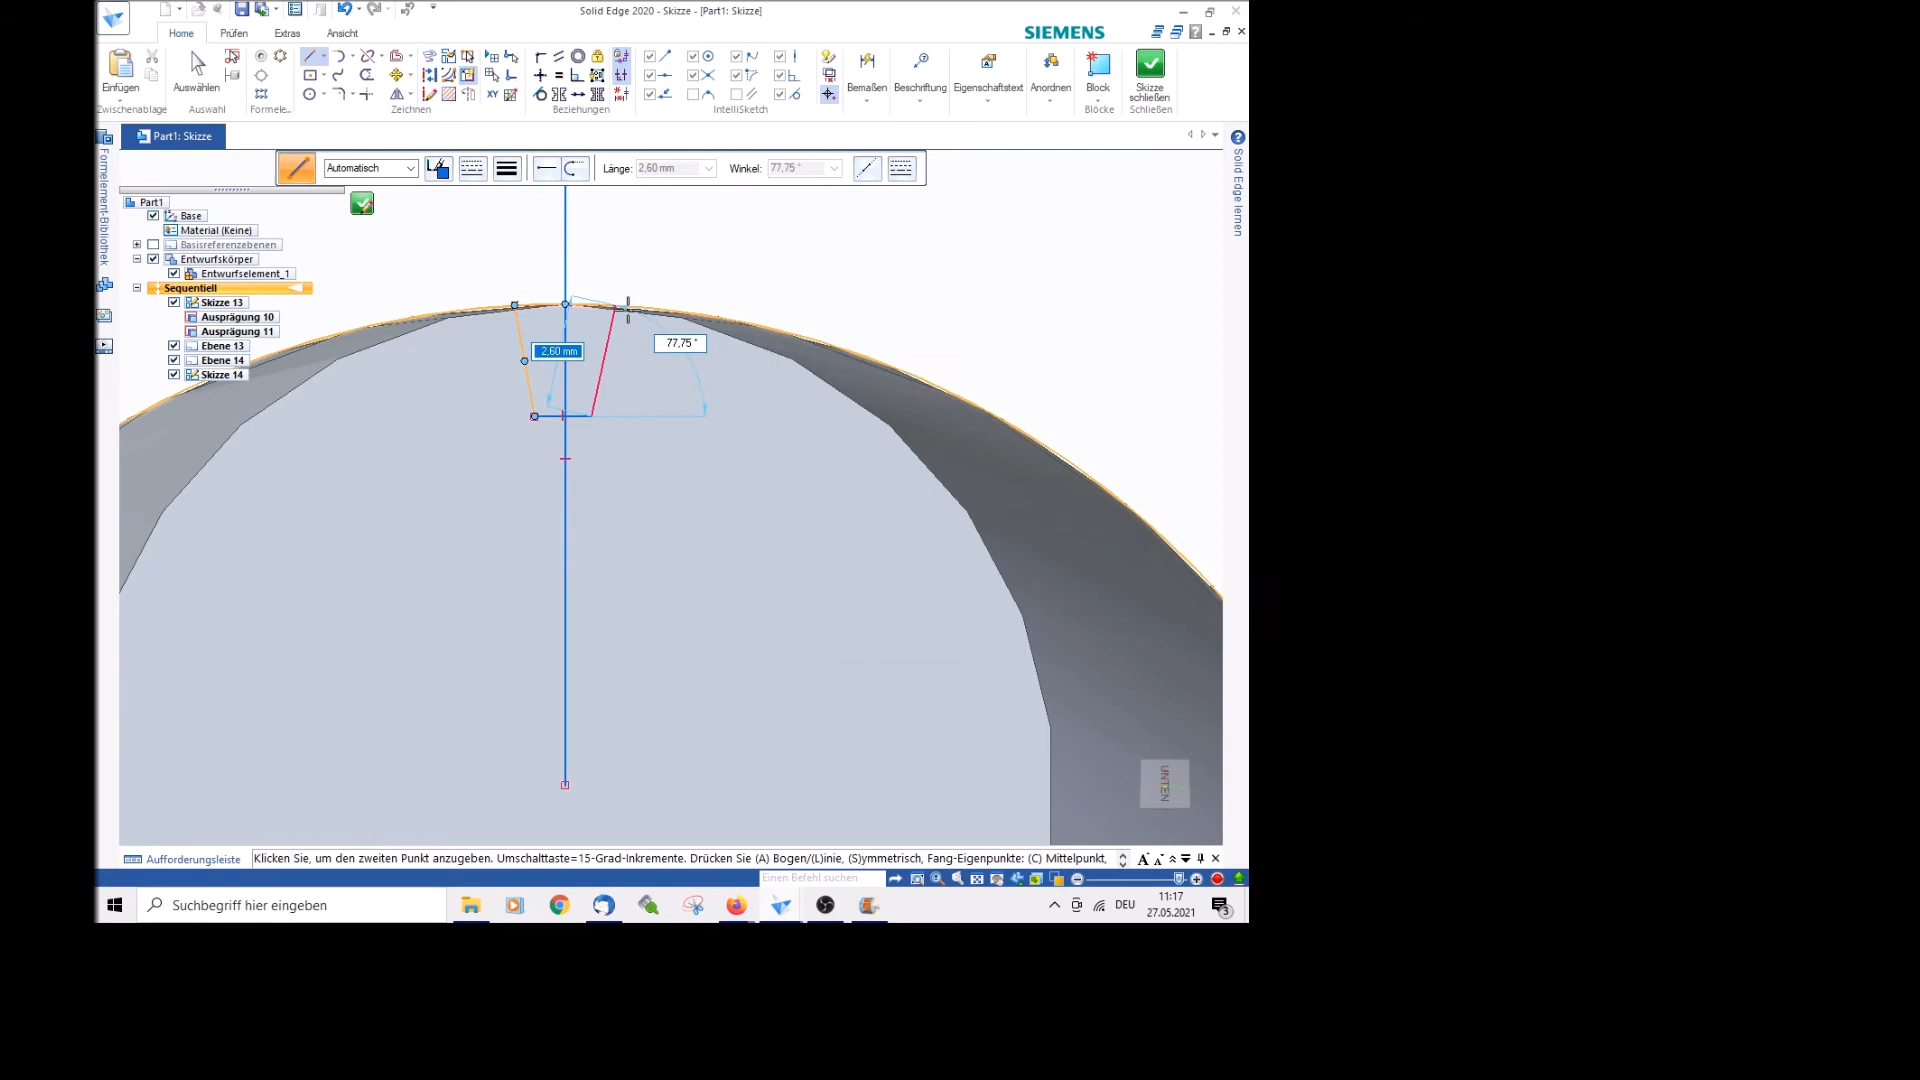 Solid Edge 2020 - Skizze - [Part1: Skizze]
Home
Prüfen
Extras
Ansicht
SIEMENS
Einfügen
Auswählen
Bemaßen
Beschriftung
Eigenschaftstext
Anordnen
Block
Skizze
schließen
Zwischenablage
Auswahl
Formele...
Zeichnen
Beziehungen
IntelliSketch
Blöcke
Schließen
Part1: Skizze
Automatisch
Länge:
2,60 mm
Winkel:
77,75 °
Formelement-Bibliothek
Solid Edge lernen
Part1
Base
Material (Keine)
Basisreferenzebenen
Entwurfskörper
Entwurfselement_1
Sequentiell
Skizze 13
Ausprägung 10
Ausprägung 11
Ebene 13
Ebene 14
Skizze 14
2,60 mm
77,75 °
UNTEN
Aufforderungsleiste
Klicken Sie, um den zweiten Punkt anzugeben. Umschalttaste=15-Grad-Inkremente. Drücken Sie (A) Bogen/(L)inie, (S)ymmetrisch, Fang-Eigenpunkte: (C) Mittelpunkt,
Einen Befehl suchen
Suchbegriff hier eingeben
DEU
11:17
27.05.2021
3